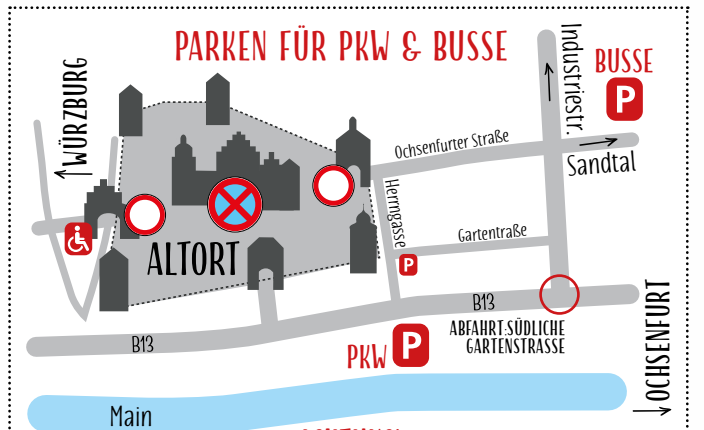 PARKEN FÜR PKW & BUSSE
WÜRZBURG
Industriestr.
BUSSE
P
Ochsenfurter Straße
Sandtal
Herrngasse
Gartentraße
ALTORT
P
B13
B13
ABFAHRT:SÜDLICHE
GARTENSTRASSE
OCHSENFURT
PKW P
Main